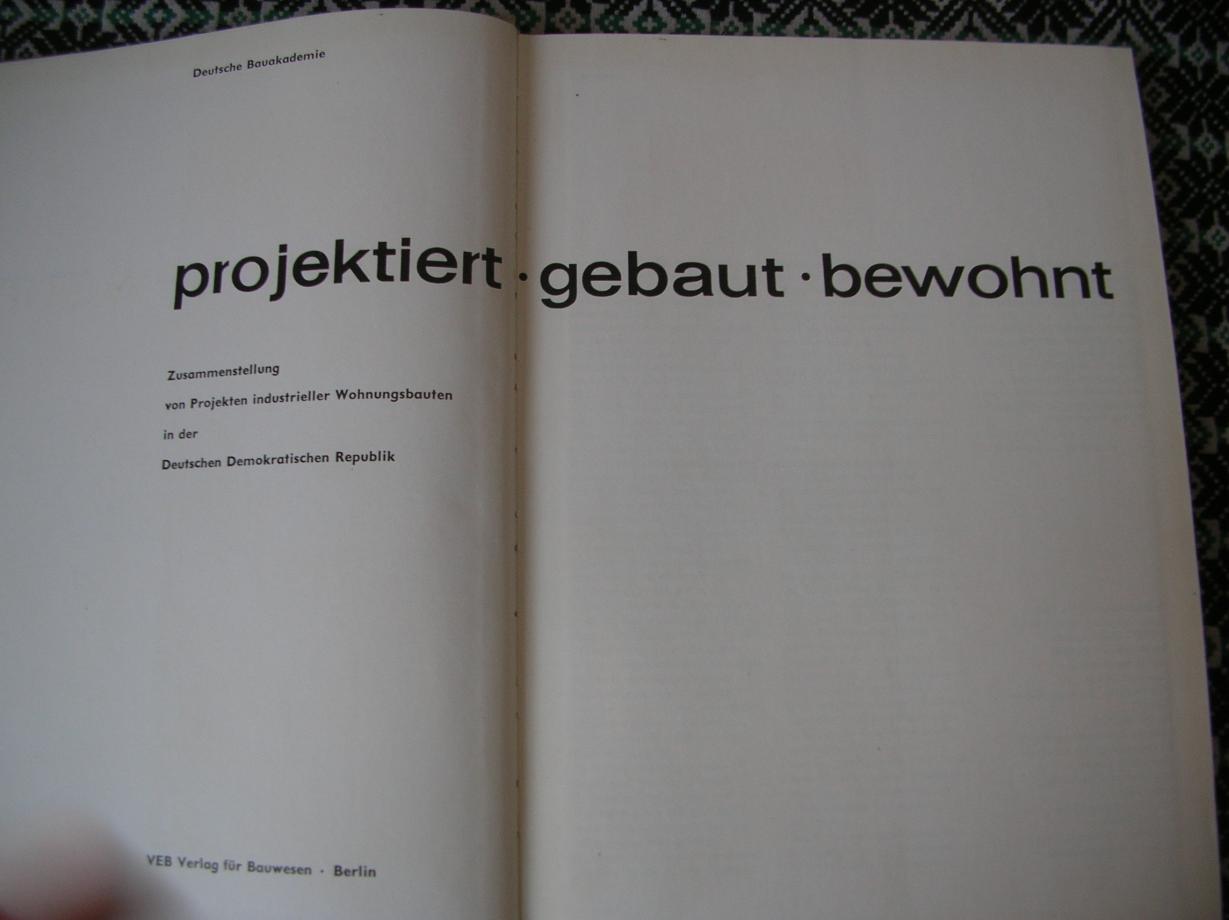 Deutsche Bauakademie
projektiert · gebaut · bewohnt
Zusammenstellung
von Projekten industrieller Wohnungsbauten
in der
Deutschen Demokratischen Republik
VEB Verlag für Bauwesen · Berlin